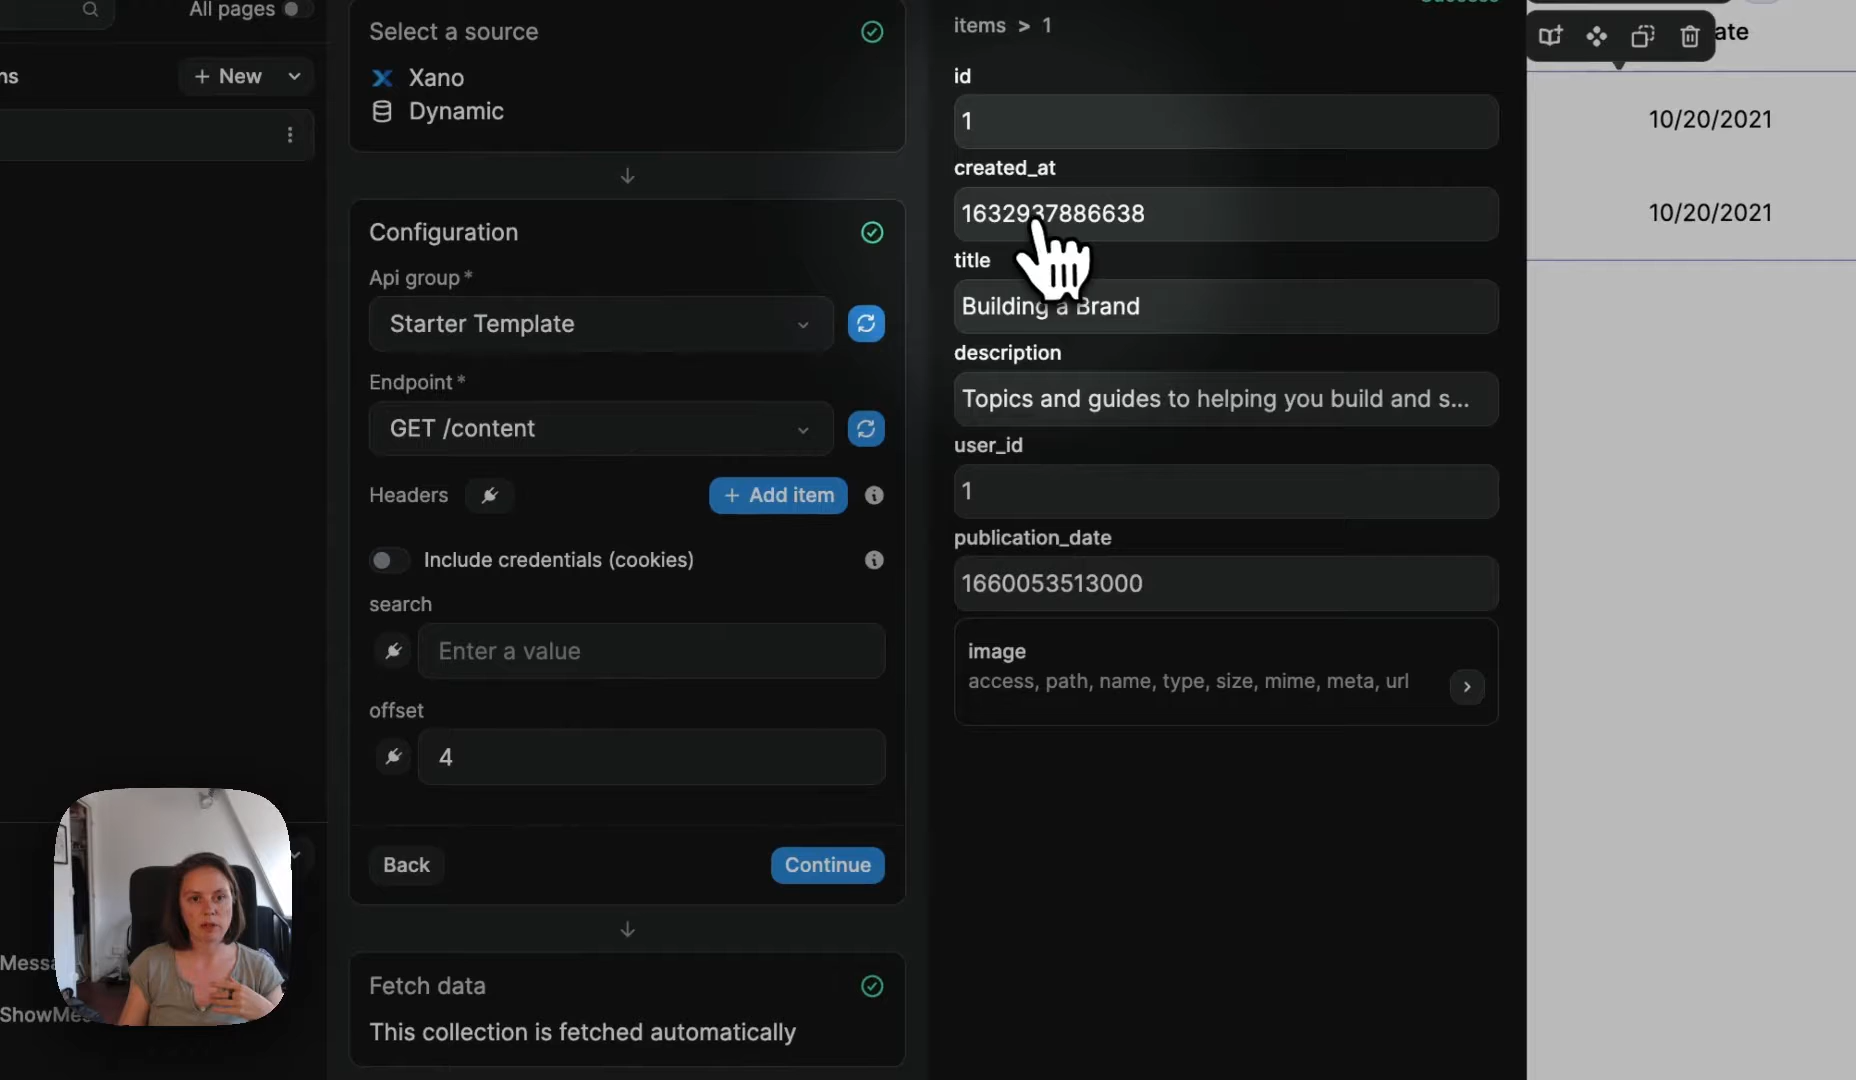 All pages
ns
+ New
Select a source
Xano
Dynamic
Configuration
Api group*
Starter Template
Endpoint*
GET /content
Headers
+ Add item
Include credentials (cookies)
search
Enter a value
offset
4
Back
Continue
Fetch data
This collection is fetched automatically
Messa
ShowMes
Success
items > 1
id
1
created_at
1632937886638
title
Building a Brand
description
Topics and guides to helping you build and s...
user_id
1
publication_date
1660053513000
image
access, path, name, type, size, mime, meta, url
ate
10/20/2021
10/20/2021